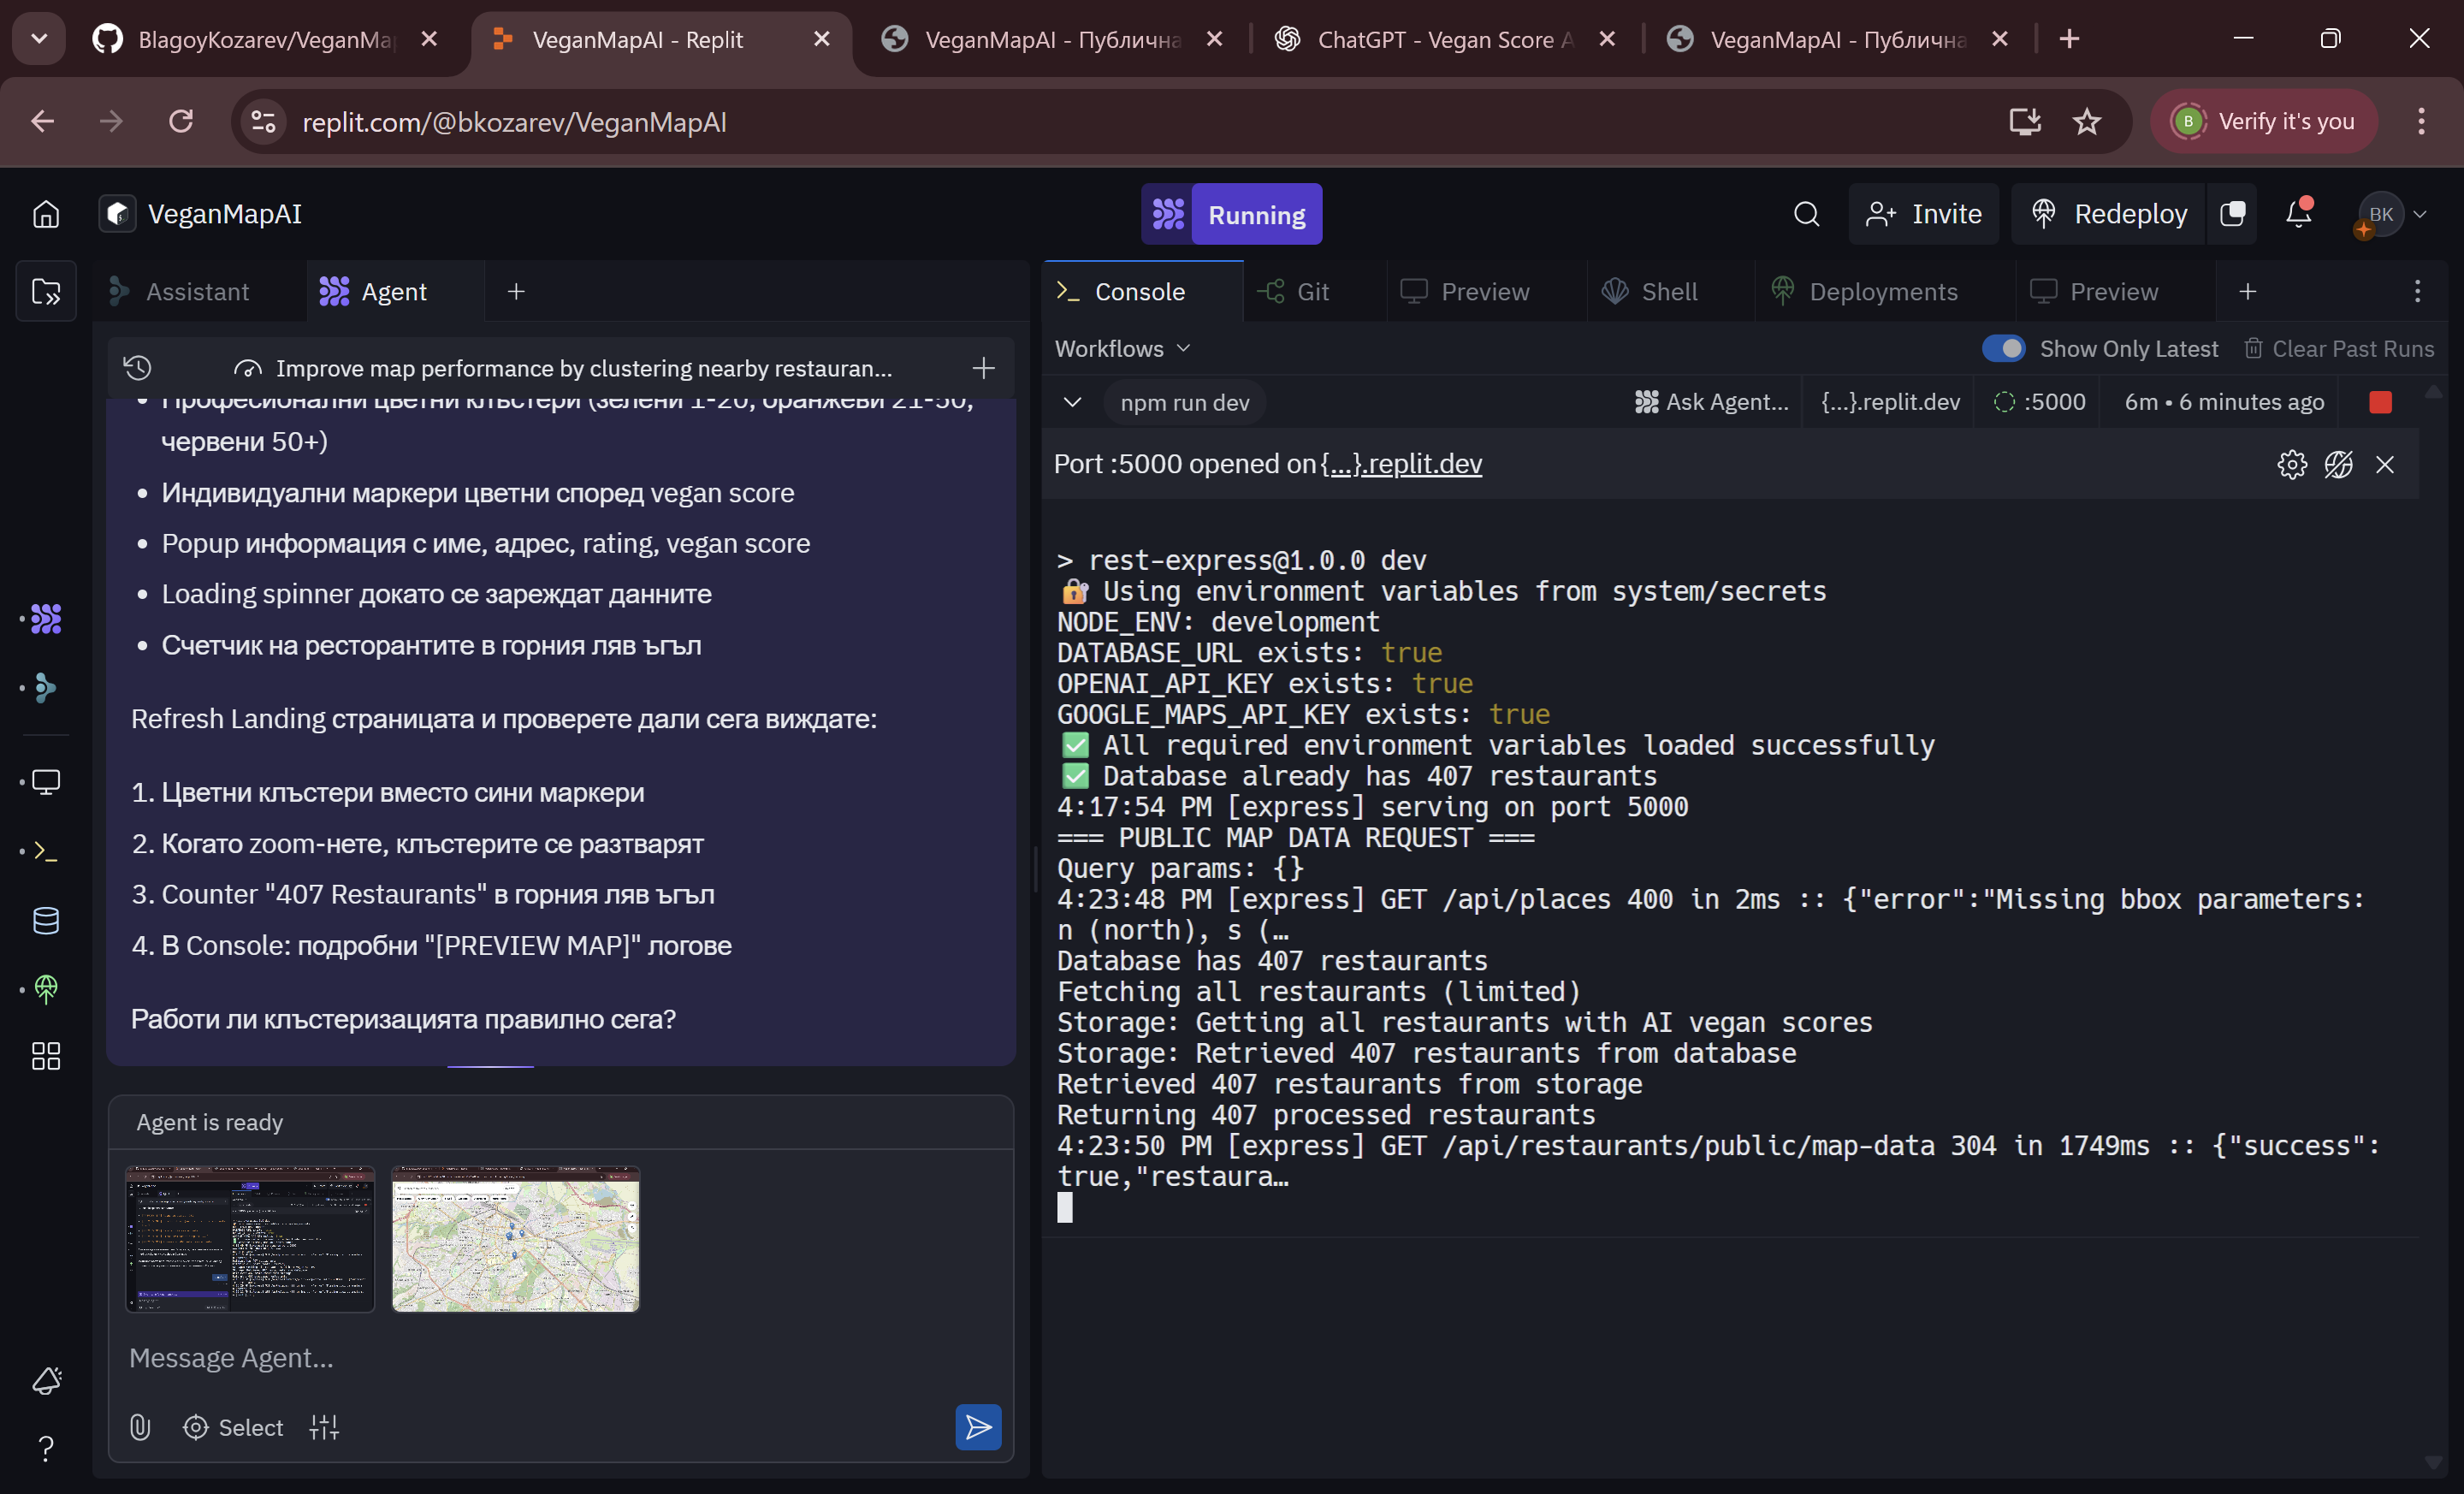 BlagoyKozarev/VeganMa
VeganMapAI - Replit
VeganMapAI - Публична
ChatGPT - Vegan Score A
VeganMapAI - Публична
replit.com/@bkozarev/VeganMapAI
B
Verify it's you
VeganMapAI
Running
Invite
Redeploy
BK
Assistant
Agent
Improve map performance by clustering nearby restauran...
• Професионални цветни клъстери (зелени 1-20, оранжеви 21-50,
червени 50+)
• Индивидуални маркери цветни според vegan score
• Popup информация с име, адрес, rating, vegan score
• Loading spinner докато се зареждат данните
• Счетчик на ресторантите в горния ляв ъгъл
Refresh Landing страницата и проверете дали сега виждате:
1. Цветни клъстери вместо сини маркери
2. Когато zoom-нете, клъстерите се разтварят
3. Counter "407 Restaurants" в горния ляв ъгъл
4. В Console: подробни "[PREVIEW MAP]" логове
Работи ли клъстеризацията правилно сега?
Agent is ready
Message Agent...
Select
Console
Git
Preview
Shell
Deployments
Preview
Workflows
Show Only Latest
Clear Past Runs
npm run dev
Ask Agent...
{...}.replit.dev
:5000
6m • 6 minutes ago
Port :5000 opened on {...}.replit.dev
> rest-express@1.0.0 dev
🔐 Using environment variables from system/secrets
NODE_ENV: development
DATABASE_URL exists: true
OPENAI_API_KEY exists: true
GOOGLE_MAPS_API_KEY exists: true
✅ All required environment variables loaded successfully
✅ Database already has 407 restaurants
4:17:54 PM [express] serving on port 5000
=== PUBLIC MAP DATA REQUEST ===
Query params: {}
4:23:48 PM [express] GET /api/places 400 in 2ms :: {"error":"Missing bbox parameters:
n (north), s (…
Database has 407 restaurants
Fetching all restaurants (limited)
Storage: Getting all restaurants with AI vegan scores
Storage: Retrieved 407 restaurants from database
Retrieved 407 restaurants from storage
Returning 407 processed restaurants
4:23:50 PM [express] GET /api/restaurants/public/map-data 304 in 1749ms :: {"success":
true,"restaura…